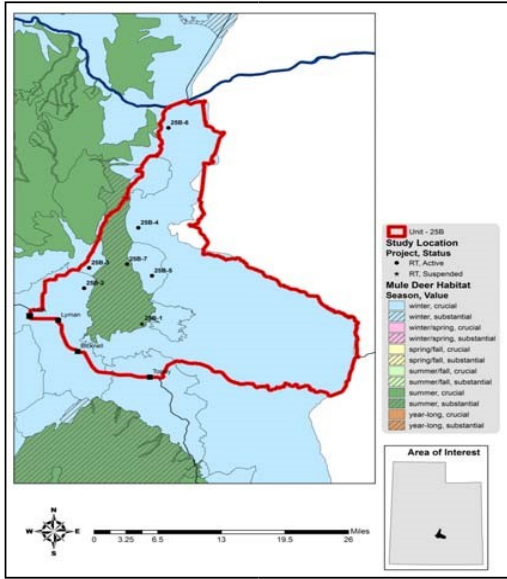 25B-6
25B-4
25B-3
25B-7
25B-5
25B-2
25B-1
Lyman
Bicknell
Torrey
Unit - 25B
Study Location
Project, Status
RT, Active
RT, Suspended
Mule Deer Habitat
Season, Value
winter, crucial
winter, substantial
winter/spring, crucial
winter/spring, substantial
spring/fall, crucial
spring/fall, substantial
summer/fall, crucial
summer/fall, substantial
summer, crucial
summer, substantial
year-long, crucial
year-long, substantial
Area of Interest
N
W E
S
Miles
0 3.25 6.5 13 19.5 26